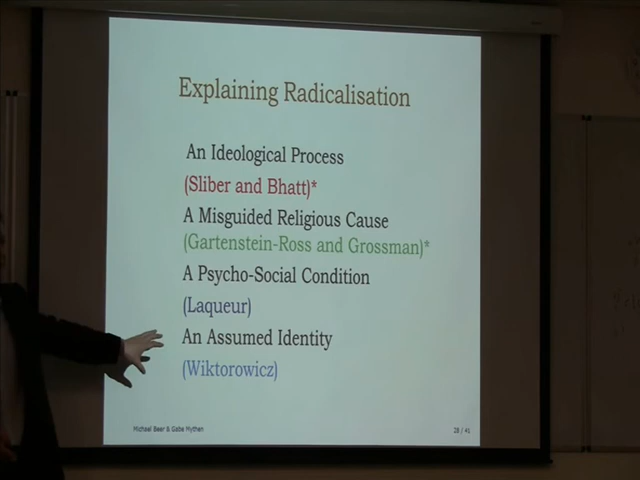 Explaining Radicalisation
An Ideological Process
(Sliber and Bhatt)*
A Misguided Religious Cause
(Gartenstein-Ross and Grossman)*
A Psycho-Social Condition
(Laqueur)
An Assumed Identity
(Wiktorowicz)
Michael Beer & Gabe Mythen
28 / 41